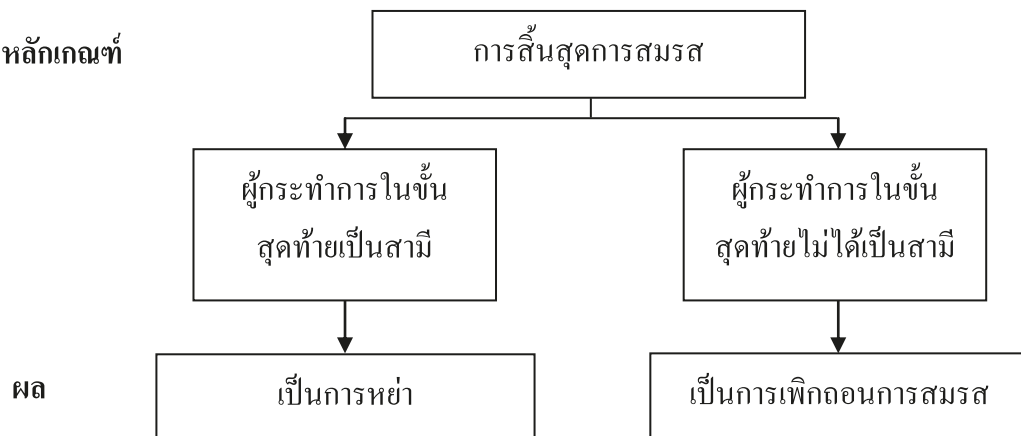 หลักเกณฑ์
การสิ้นสุดการสมรส
ผู้กระทำการในขั้น
สุดท้ายเป็นสามี
ผู้กระทำการในขั้น
สุดท้ายไม่ได้เป็นสามี
ผล
เป็นการหย่า
เป็นการเพิกถอนการสมรส